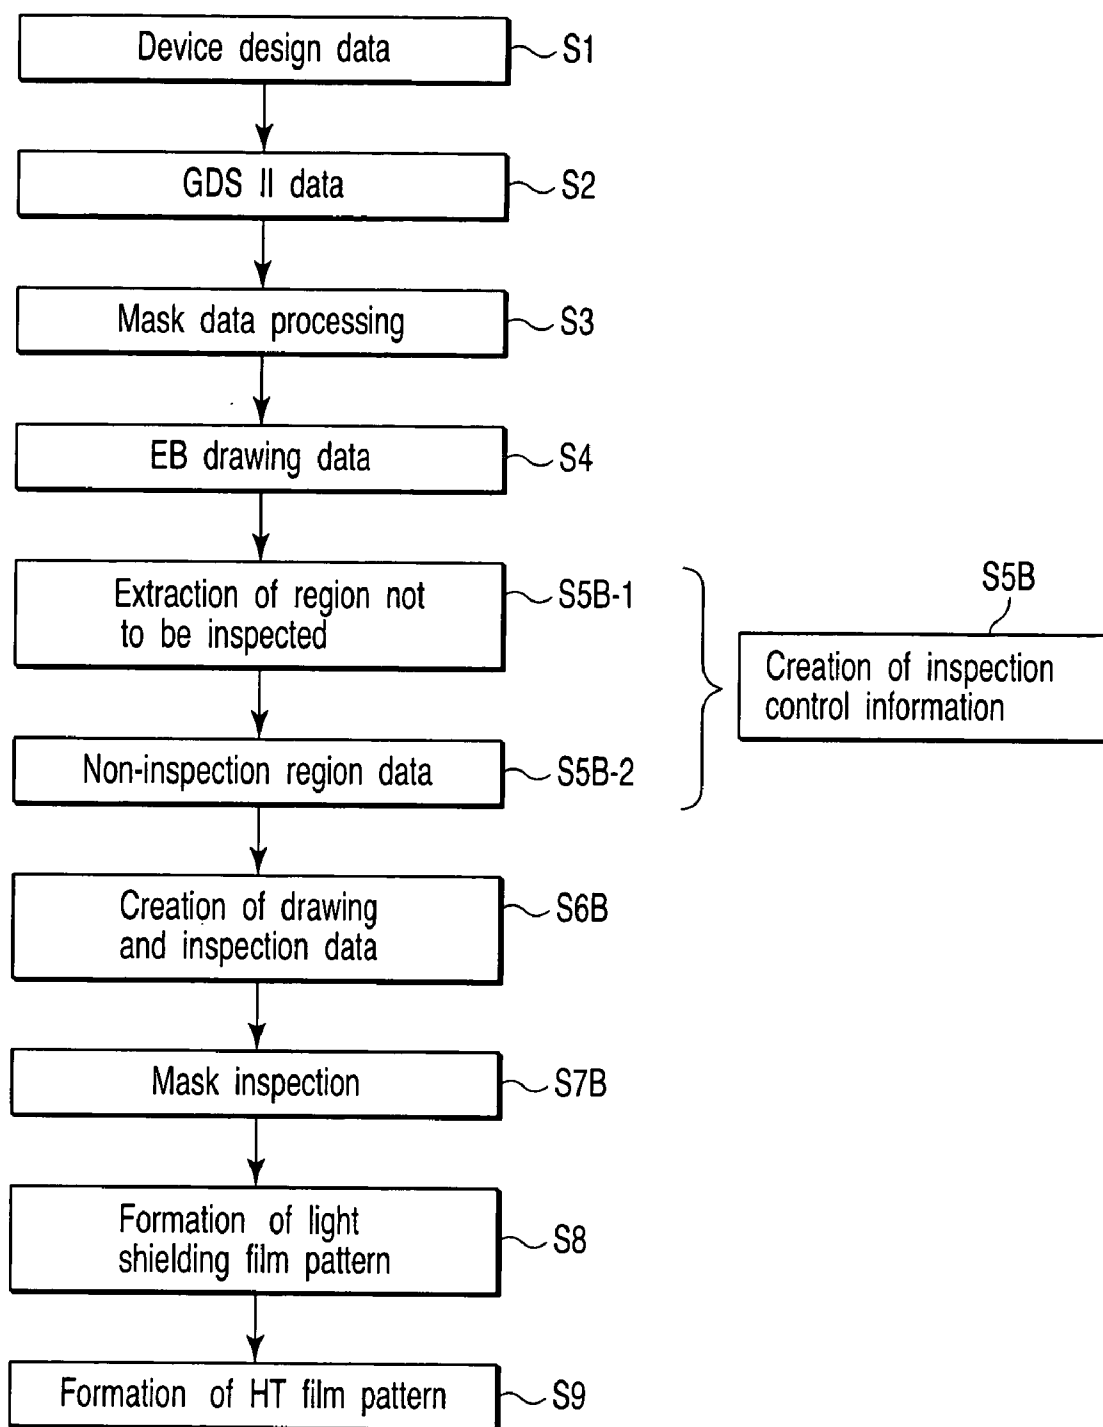 Device design data
S1
GDS II data
S2
Mask data processing
S3
EB drawing data
S4
Extraction of region not
to be inspected
S5B-1
S5B
Creation of inspection
control information
Non-inspection region data
S5B-2
Creation of drawing
and inspection data
S6B
Mask inspection
S7B
Formation of light
shielding film pattern
S8
Formation of HT film pattern
S9